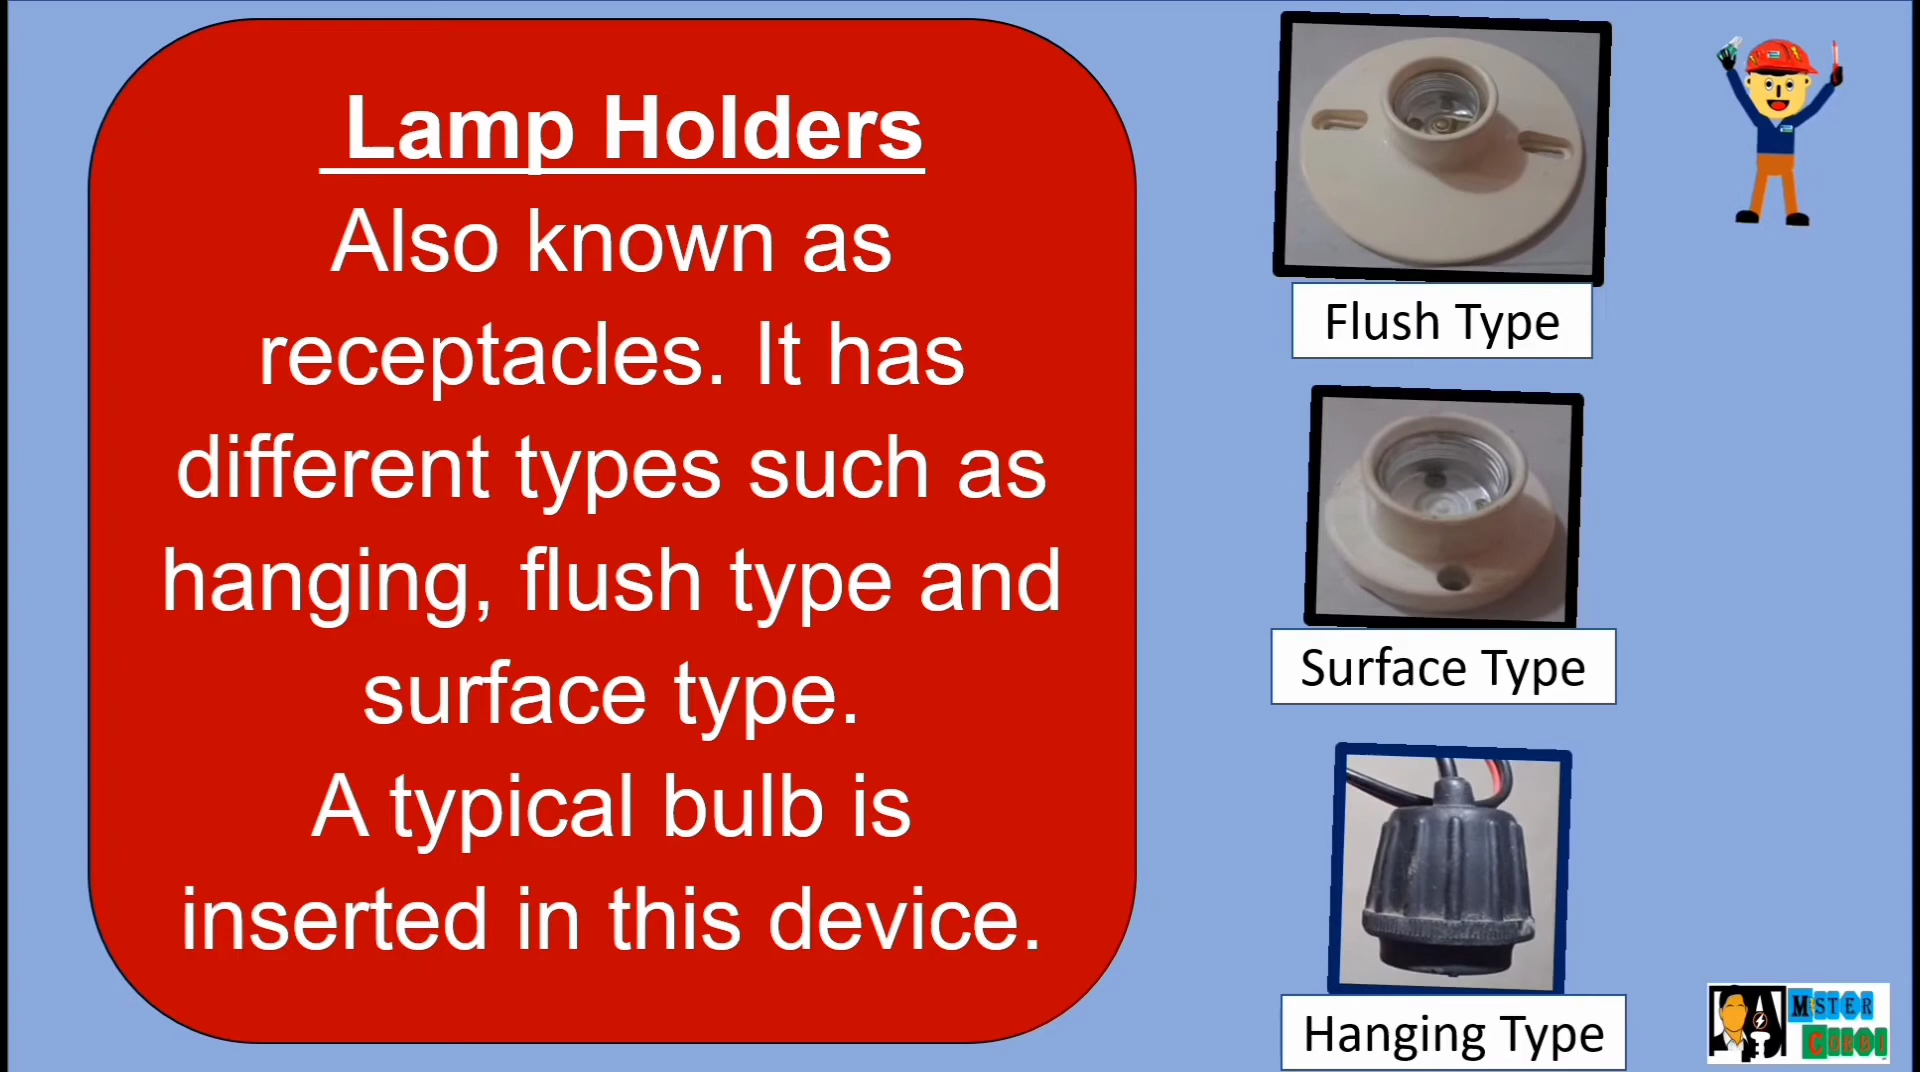 Lamp Holders
Also known as
receptacles. It has
different types such as
hanging, flush type and
surface type.
A typical bulb is
inserted in this device.
Flush Type
Surface Type
Hanging Type
MISTER